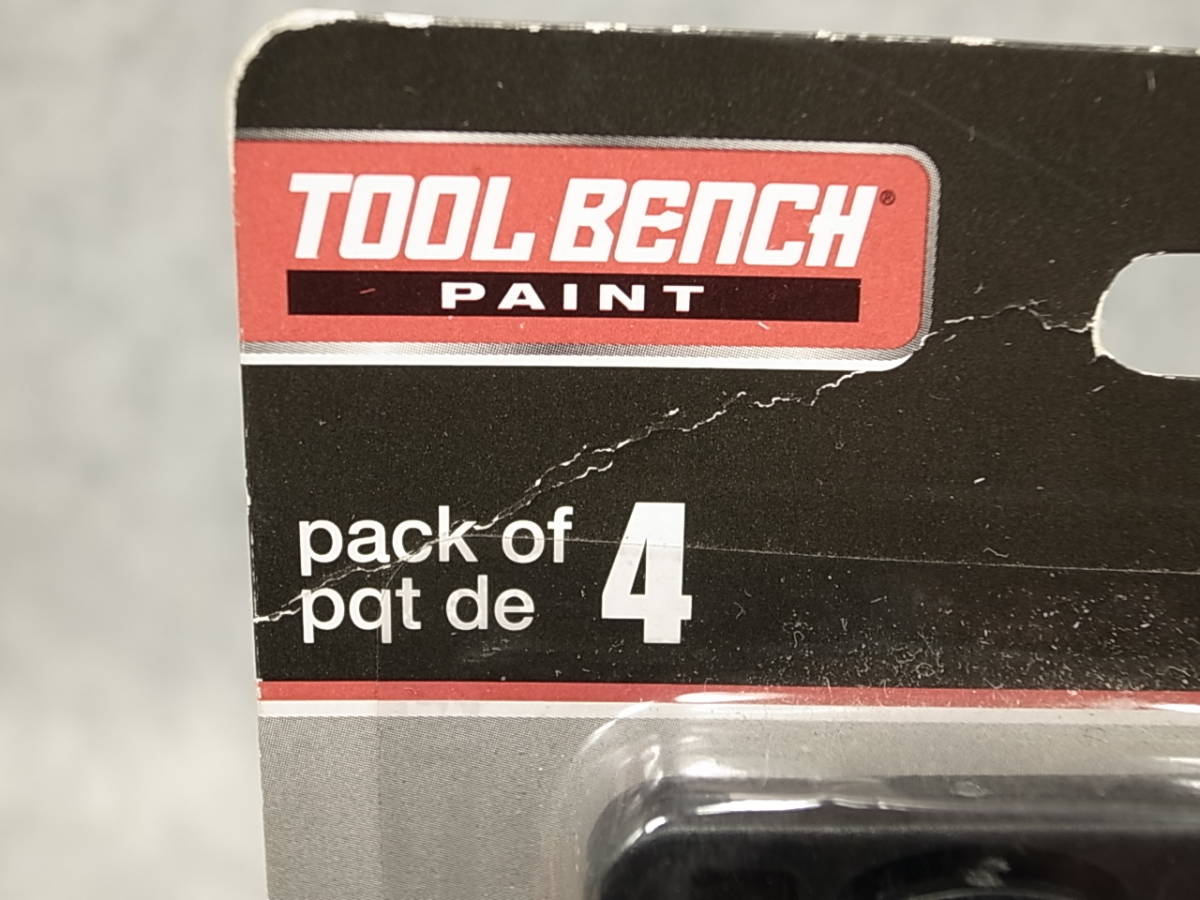 TOOL BENCH®
PAINT
pack of 4
pqt de